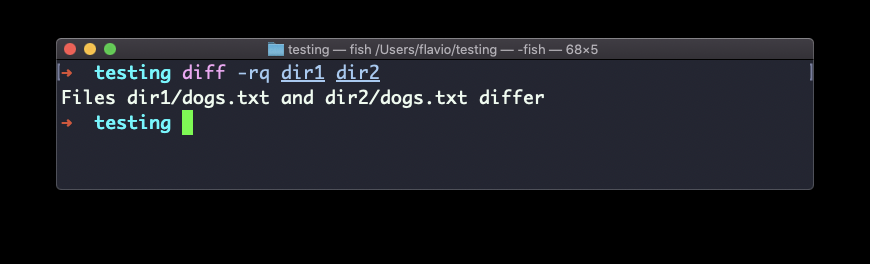 testing — fish /Users/flavio/testing — -fish — 68×5
➜ testing diff -rq dir1 dir2
Files dir1/dogs.txt and dir2/dogs.txt differ
➜ testing